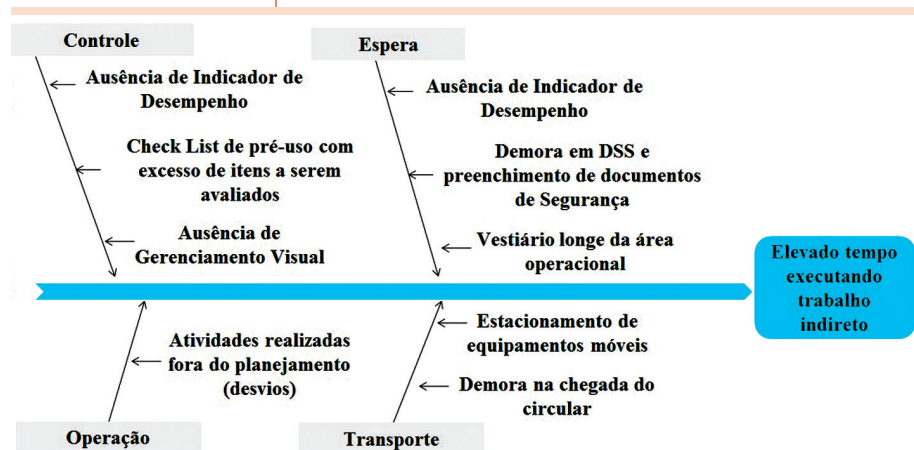 Controle
Ausência de Indicador de
Desempenho
Check List de pré-uso com
excesso de itens a serem
avaliados
Ausência de
Gerenciamento Visual
Espera
Ausência de Indicador de
Desempenho
Demora em DSS e
preenchimento de documentos
de Segurança
Vestiário longe da área
operacional
Elevado tempo
executando
trabalho
indireto
Atividades realizadas
fora do planejamento
(desvios)
Operação
Estacionamento de
equipamentos móveis
Demora na chegada do
circular
Transporte